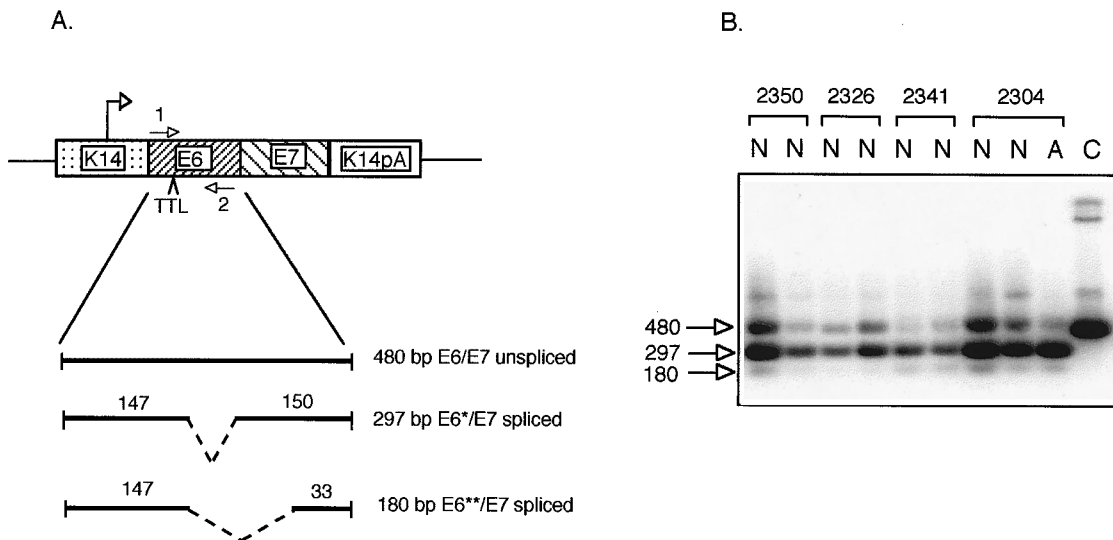 A.
1
K14 E6 E7 K14pA
TTL 2
480 bp E6/E7 unspliced
147 150
297 bp E6*/E7 spliced
147 33
180 bp E6**/E7 spliced
B.
2350 2326 2341 2304
N N N N N N N N A C
480
297
180